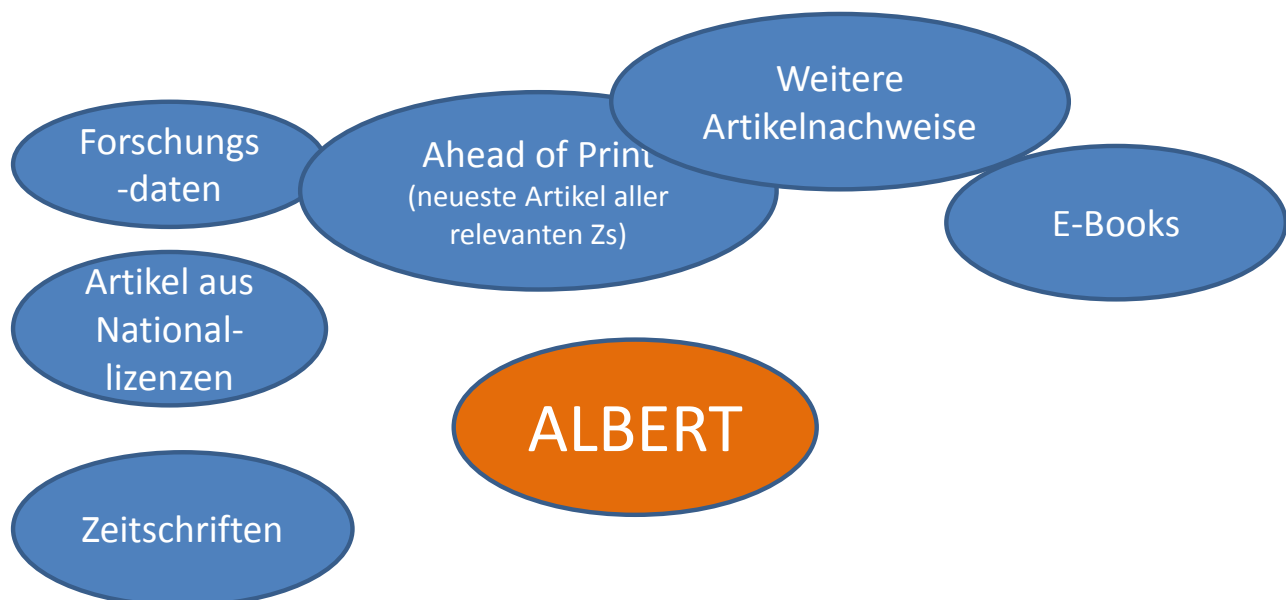 Weitere
Artikelnachweise
Forschungs
-daten
Ahead of Print
(neueste Artikel aller
relevanten Zs)
E-Books
Artikel aus
National-
lizenzen
ALBERT
Zeitschriften